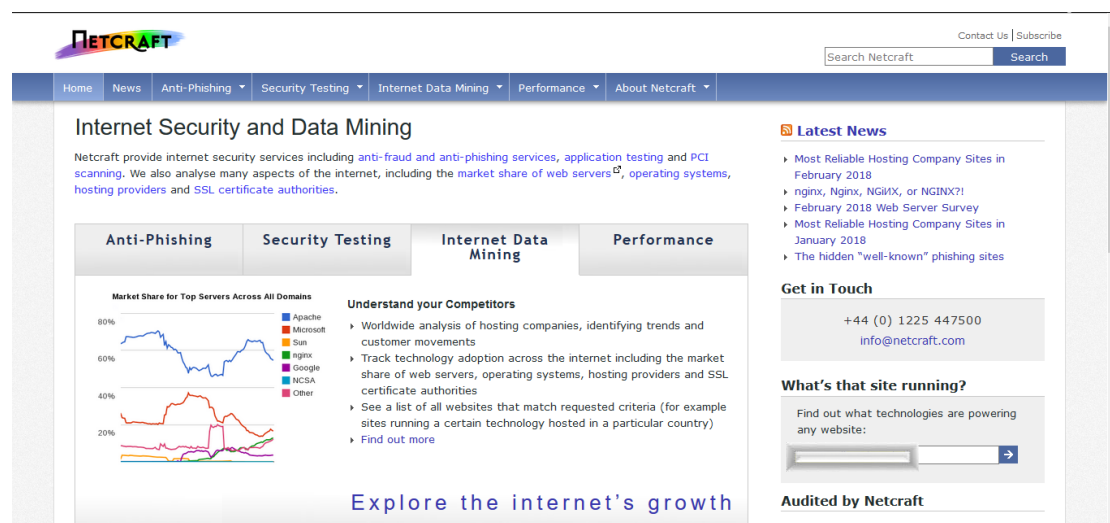 NETCRAFT
Contact Us | Subscribe
Search Netcraft
Search
Home
News
Anti-Phishing
Security Testing
Internet Data Mining
Performance
About Netcraft
Internet Security and Data Mining
Netcraft provide internet security services including anti-fraud and anti-phishing services, application testing and PCI
scanning. We also analyse many aspects of the internet, including the market share of web servers, operating systems,
hosting providers and SSL certificate authorities.
Anti-Phishing
Security Testing
Internet Data
Mining
Performance
Market Share for Top Servers Across All Domains
80%
60%
40%
20%
Apache
Microsoft
Sun
nginx
Google
NCSA
Other
Understand your Competitors
Worldwide analysis of hosting companies, identifying trends and
customer movements
Track technology adoption across the internet including the market
share of web servers, operating systems, hosting providers and SSL
certificate authorities
See a list of all websites that match requested criteria (for example
sites running a certain technology hosted in a particular country)
Find out more
Explore the internet's growth
Latest News
Most Reliable Hosting Company Sites in
February 2018
nginx, Nginx, NGiИX, or NGINX?!
February 2018 Web Server Survey
Most Reliable Hosting Company Sites in
January 2018
The hidden “well-known” phishing sites
Get in Touch
+44 (0) 1225 447500
info@netcraft.com
What's that site running?
Find out what technologies are powering
any website:
Audited by Netcraft